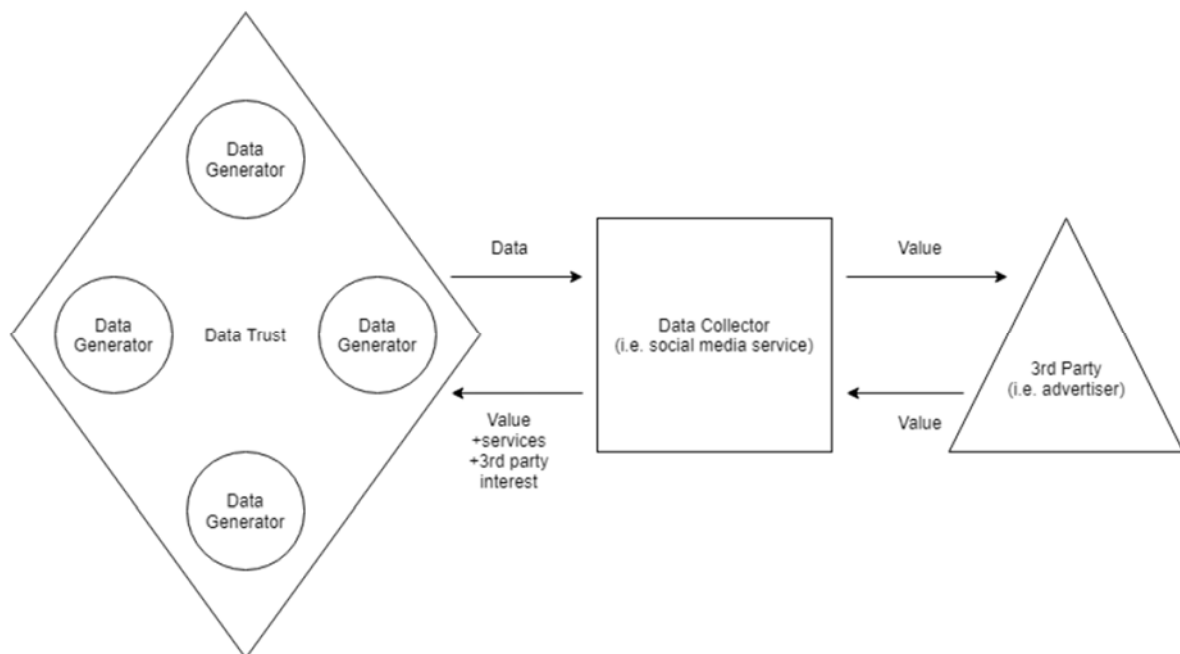 Data
Generator
Data
Generator
Data Trust
Data
Generator
Data
Generator
Data
Value
+services
+3rd party
interest
Data Collector
(i.e. social media service)
Value
Value
3rd Party
(i.e. advertiser)